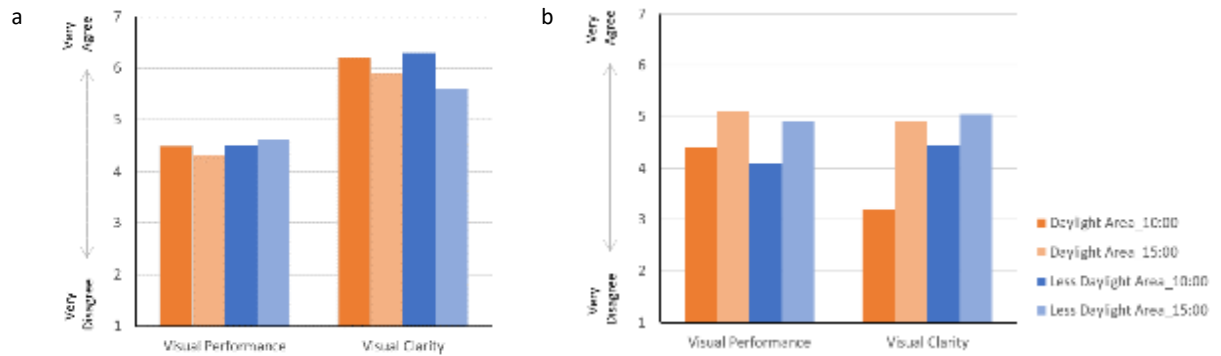 a
Very
Agree
7
6
5
4
3
2
1
Very
Disagree
Visual Performance
Visual Clarity
b
Very
Agree
7
6
5
4
3
2
1
Very
Disagree
Visual Performance
Visual Clarity
Daylight Area_10:00
Daylight Area_15:00
Less Daylight Area_10:00
Less Daylight Area_15:00